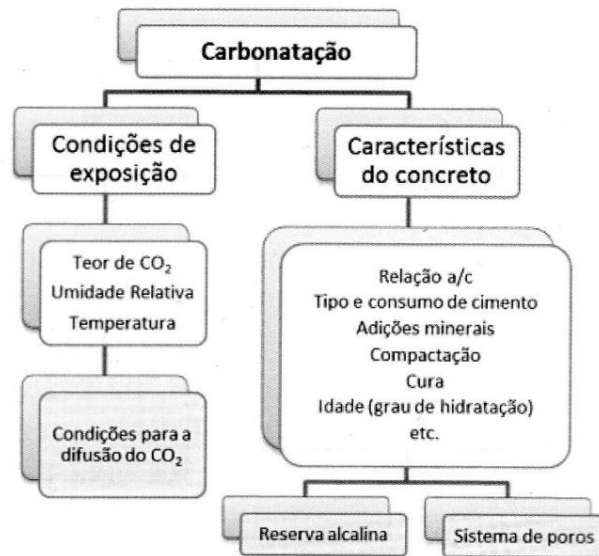 Carbonatação
Condições de
exposição
Características
do concreto
Teor de CO₂
Umidade Relativa
Temperatura
Relação a/c
Tipo e consumo de cimento
Adições minerais
Compactação
Cura
Idade (grau de hidratação)
etc.
Condições para a
difusão do CO₂
Reserva alcalina
Sistema de poros